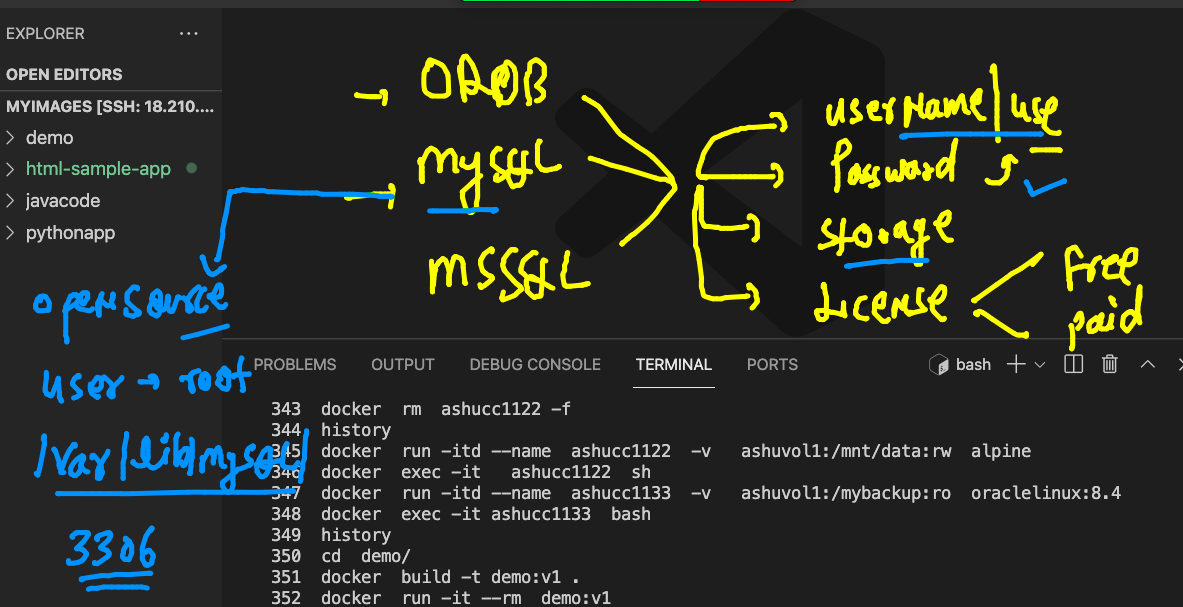 EXPLORER
OPEN EDITORS
MYIMAGES [SSH: 18.210....
demo
html-sample-app
javacode
pythonapp
mysqL
MSSQL
userName/use
Password
Storage
License
Free
paid
openSource
user → root
/var/lib/mysql/
3306
PROBLEMS OUTPUT DEBUG CONSOLE TERMINAL PORTS bash
343 docker rm ashucc1122 -f
344 history
345 docker run -itd --name ashucc1122 -v ashuvol1:/mnt/data:rw alpine
346 docker exec -it ashucc1122 sh
347 docker run -itd --name ashucc1133 -v ashuvol1:/mybackup:ro oraclelinux:8.4
348 docker exec -it ashucc1133 bash
349 history
350 cd demo/
351 docker build -t demo:v1 .
352 docker run -it --rm demo:v1